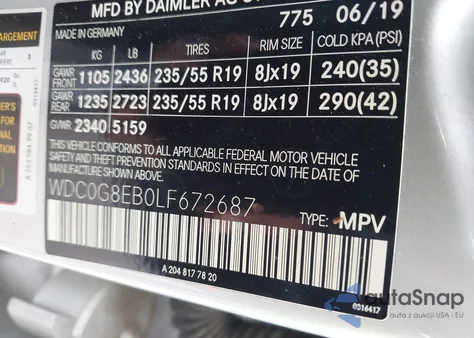 MFD BY DAIMLER AG
775 06/19
MADE IN GERMANY
KG LB TIRES RIM SIZE COLD KPA(PSI)
GAWR FRONT 1105 2436 235/55 R19 8Jx19 240(35)
GAWR REAR 1235 2723 235/55 R19 8Jx19 290(42)
GVWR 2340 5159
THIS VEHICLE CONFORMS TO ALL APPLICABLE FEDERAL MOTOR VEHICLE
SAFETY AND THEFT PREVENTION STANDARDS IN EFFECT ON THE DATE
OF MANUFACTURE SHOWN ABOVE.
WDC0G8EB0LF672687
TYPE: MPV
A 204 817 78 20
0316417
autoSnap
auta z aukcji USA i EU